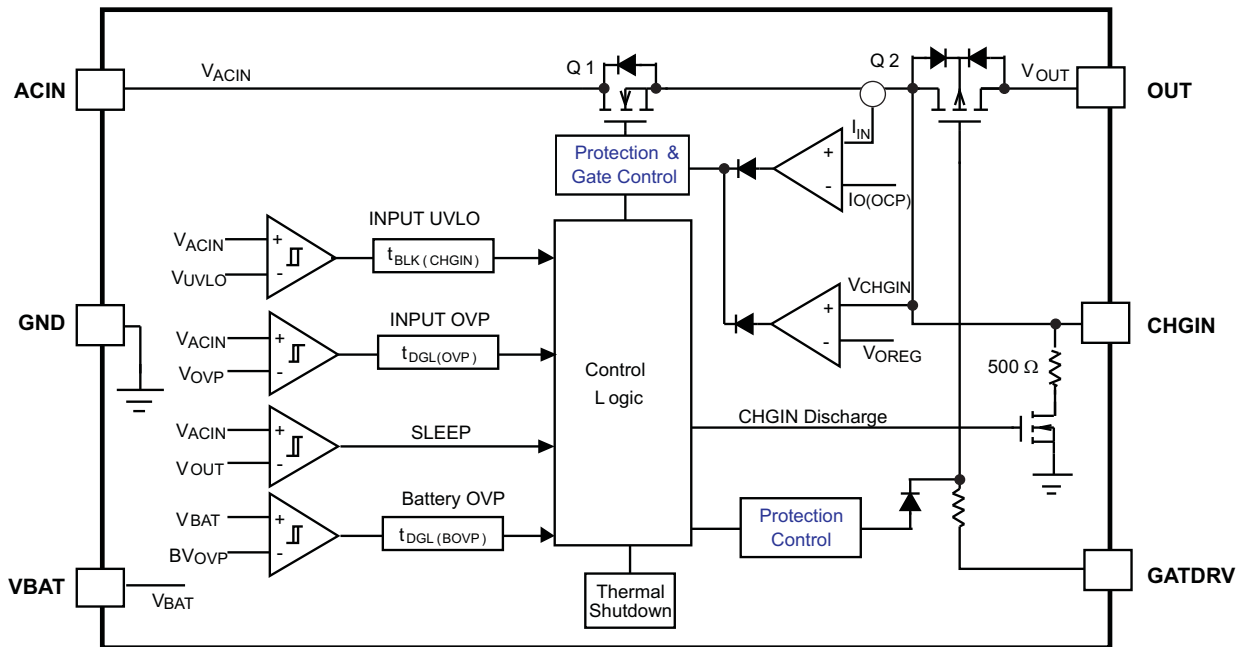 ACIN
VACIN
Q 1
Q 2
VOUT
OUT
IIN
+
-
IO(OCP)
Protection &
Gate Control
INPUT UVLO
VACIN
+
VUVLO
-
tBLK(CHGIN)
GND
INPUT OVP
VACIN
+
VOVP
-
tDGL(OVP)
VCHGIN
+
-
VOREG
CHGIN
500 Ω
Control
Logic
VACIN
+
VOUT
-
SLEEP
CHGIN Discharge
Battery OVP
VBAT
+
BVOVP
-
tDGL(BOVP)
Protection
Control
VBAT
VBAT
Thermal
Shutdown
GATDRV